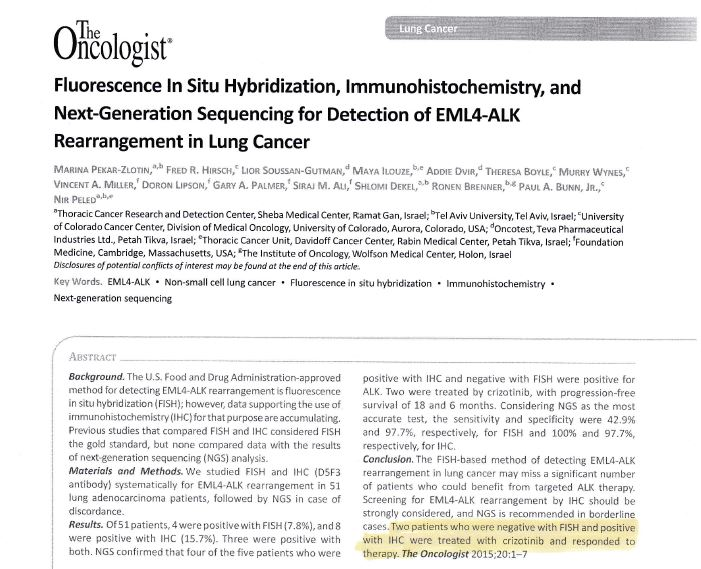 The
Oncologist®
Lung Cancer
Fluorescence In Situ Hybridization, Immunohistochemistry, and
Next-Generation Sequencing for Detection of EML4-ALK
Rearrangement in Lung Cancer
MARINA PEKAR-ZLOTIN,a,b FRED R. HIRSCH,c LIOR SOUSSAN-GUTMAN,d MAYA ILOUZE,b,e ADDIE DVIR,d THERESA BOYLE,c MURRY WYNES,c
VINCENT A. MILLER,f DORON LIPSON,f GARY A. PALMER,f SIRAJ M. ALI,f SHLOMI DEKEL,a,b RONEN BRENNER,b,g PAUL A. BUNN, JR.,c
NIR PELEDa,b,e
aThoracic Cancer Research and Detection Center, Sheba Medical Center, Ramat Gan, Israel; bTel Aviv University, Tel Aviv, Israel; cUniversity
of Colorado Cancer Center, Division of Medical Oncology, University of Colorado, Aurora, Colorado, USA; dOncotest, Teva Pharmaceutical
Industries Ltd., Petah Tikva, Israel; eThoracic Cancer Unit, Davidoff Cancer Center, Rabin Medical Center, Petah Tikva, Israel; fFoundation
Medicine, Cambridge, Massachusetts, USA; gThe Institute of Oncology, Wolfson Medical Center, Holon, Israel
Disclosures of potential conflicts of interest may be found at the end of this article.
Key Words. EML4-ALK • Non-small cell lung cancer • Fluorescence in situ hybridization • Immunohistochemistry •
Next-generation sequencing
ABSTRACT
Background. The U.S. Food and Drug Administration-approved
method for detecting EML4-ALK rearrangement is fluorescence
in situ hybridization (FISH); however, data supporting the use of
immunohistochemistry (IHC) for that purpose are accumulating.
Previous studies that compared FISH and IHC considered FISH
the gold standard, but none compared data with the results
of next-generation sequencing (NGS) analysis.
Materials and Methods. We studied FISH and IHC (D5F3
antibody) systematically for EML4-ALK rearrangement in 51
lung adenocarcinoma patients, followed by NGS in case of
discordance.
Results. Of 51 patients, 4 were positive with FISH (7.8%), and 8
were positive with IHC (15.7%). Three were positive with
both. NGS confirmed that four of the five patients who were
positive with IHC and negative with FISH were positive for
ALK. Two were treated by crizotinib, with progression-free
survival of 18 and 6 months. Considering NGS as the most
accurate test, the sensitivity and specificity were 42.9%
and 97.7%, respectively, for FISH and 100% and 97.7%,
respectively, for IHC.
Conclusion. The FISH-based method of detecting EML4-ALK
rearrangement in lung cancer may miss a significant number
of patients who could benefit from targeted ALK therapy.
Screening for EML4-ALK rearrangement by IHC should be
strongly considered, and NGS is recommended in borderline
cases. Two patients who were negative with FISH and positive
with IHC were treated with crizotinib and responded to
therapy. The Oncologist 2015;20:1–7